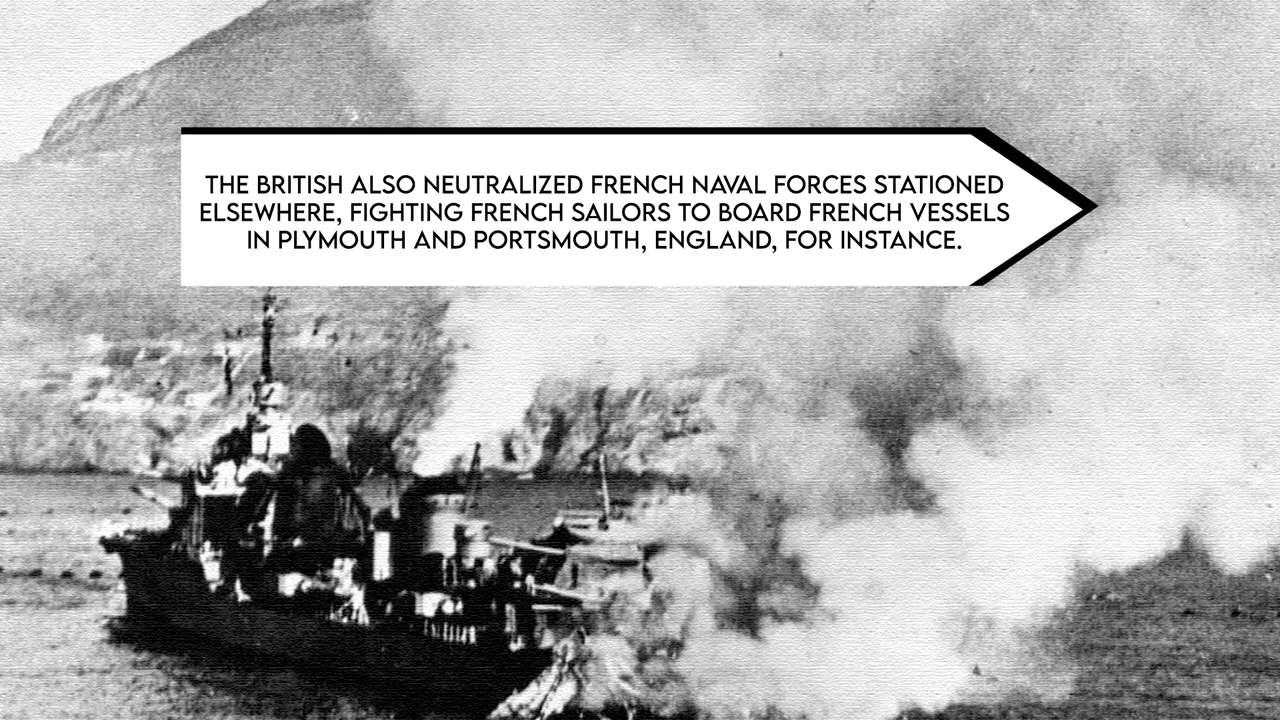 THE BRITISH ALSO NEUTRALIZED FRENCH NAVAL FORCES STATIONED
ELSEWHERE, FIGHTING FRENCH SAILORS TO BOARD FRENCH VESSELS
IN PLYMOUTH AND PORTSMOUTH, ENGLAND, FOR INSTANCE.